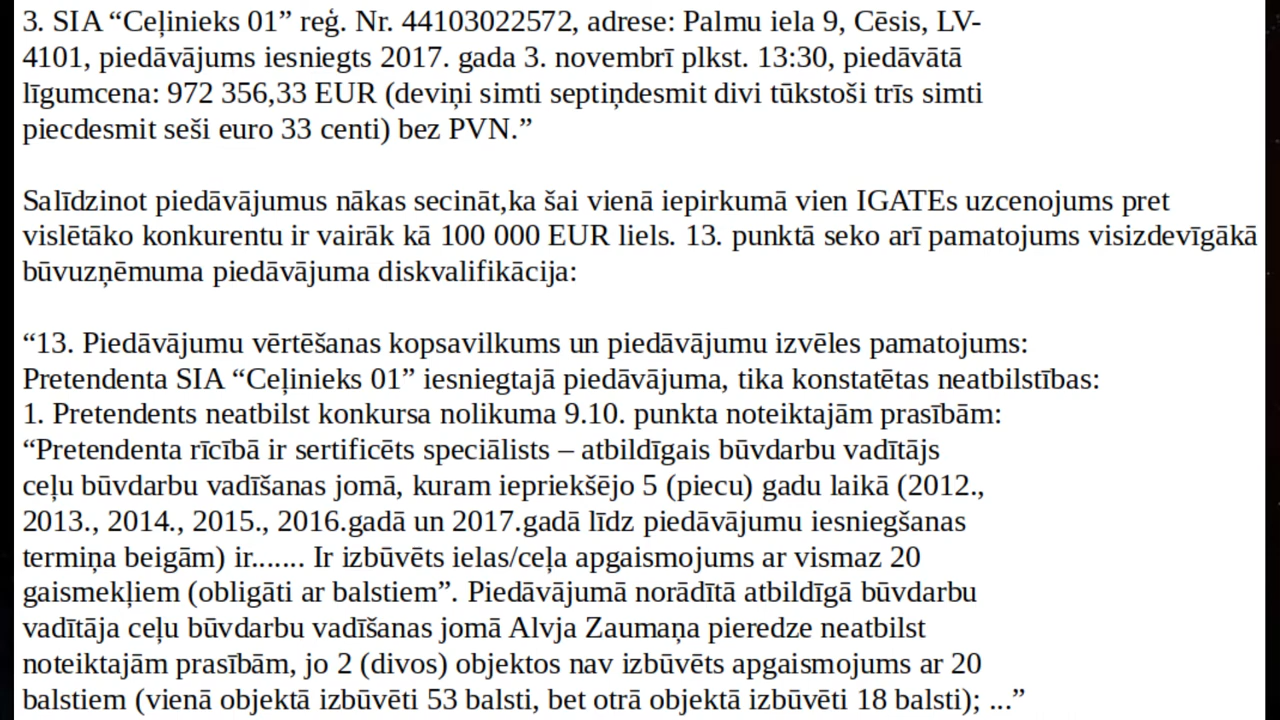 3. SIA “Ceļinieks 01” reģ. Nr. 44103022572, adrese: Palmu iela 9, Cēsis, LV-
4101, piedāvājums iesniegts 2017. gada 3. novembrī plkst. 13:30, piedāvātā
līgumcena: 972 356,33 EUR (deviņi simti septiņdesmit divi tūkstoši trīs simti
piecdesmit seši euro 33 centi) bez PVN.”
Salīdzinot piedāvājumus nākas secināt,ka šai vienā iepirkumā vien IGATEs uzcenojums pret
vislētāko konkurentu ir vairāk kā 100 000 EUR liels. 13. punktā seko arī pamatojums visizdevīgākā
būvuzņēmuma piedāvājuma diskvalifikācija:
“13. Piedāvājumu vērtēšanas kopsavilkums un piedāvājumu izvēles pamatojums:
Pretendenta SIA “Ceļinieks 01” iesniegtajā piedāvājuma, tika konstatētas neatbilstības:
1. Pretendents neatbilst konkursa nolikuma 9.10. punkta noteiktajām prasībām:
“Pretendenta rīcībā ir sertificēts speciālists – atbildīgais būvdarbu vadītājs
ceļu būvdarbu vadīšanas jomā, kuram iepriekšējo 5 (piecu) gadu laikā (2012.,
2013., 2014., 2015., 2016.gadā un 2017.gadā līdz piedāvājumu iesniegšanas
termiņa beigām) ir....... Ir izbūvēts ielas/ceļa apgaismojums ar vismaz 20
gaismekļiem (obligāti ar balstiem”. Piedāvājumā norādītā atbildīgā būvdarbu
vadītāja ceļu būvdarbu vadīšanas jomā Alvja Zaumaņa pieredze neatbilst
noteiktajām prasībām, jo 2 (divos) objektos nav izbūvēts apgaismojums ar 20
balstiem (vienā objektā izbūvēti 53 balsti, bet otrā objektā izbūvēti 18 balsti); ...”